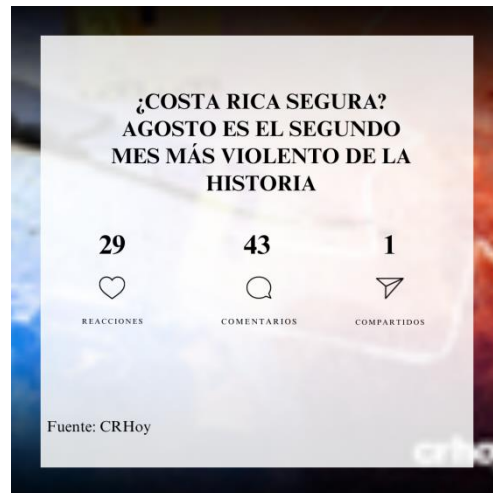 ¿COSTA RICA SEGURA?
AGOSTO ES EL SEGUNDO
MES MÁS VIOLENTO DE LA
HISTORIA
29 43 1
REACCIONES COMENTARIOS COMPARTIDOS
Fuente: CRHoy